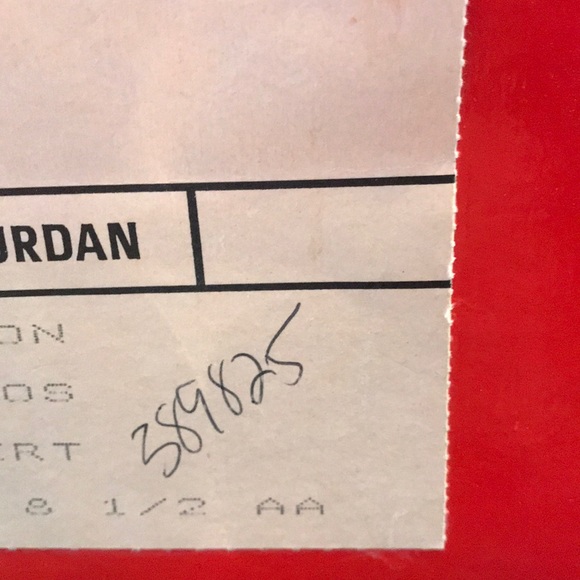 URDAN
ON
OS
ERT
389825
8 1/2 AA